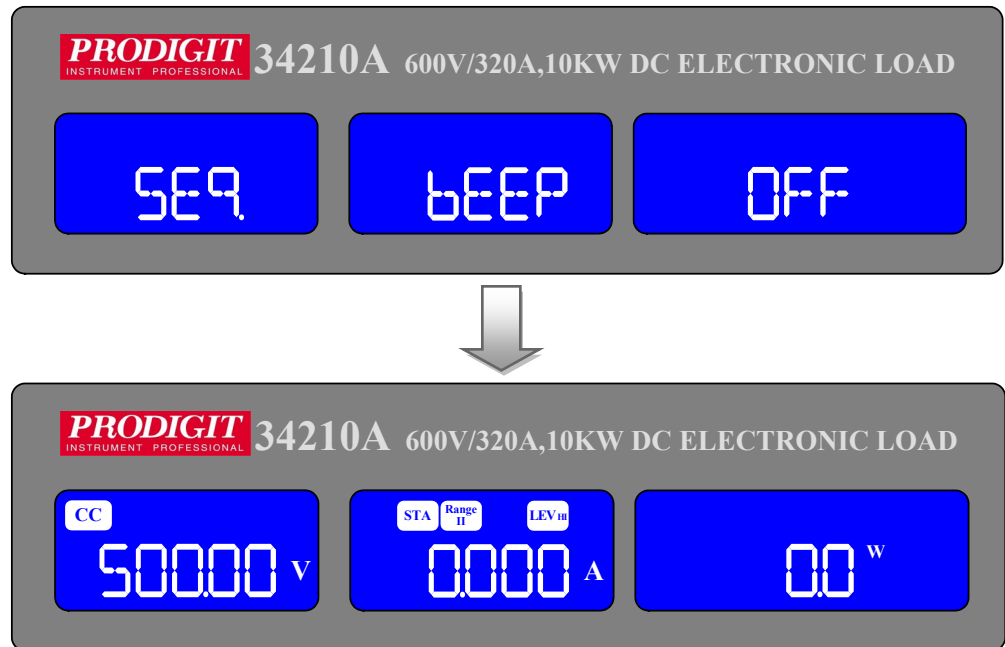 PRODIGIT
INSTRUMENT PROFESSIONAL
34210A 600V/320A,10KW DC ELECTRONIC LOAD
SEq. bEEP OFF
PRODIGIT
INSTRUMENT PROFESSIONAL
34210A 600V/320A,10KW DC ELECTRONIC LOAD
CC STA Range II LEV HI
500.00 V 0.000 A 0.0 W